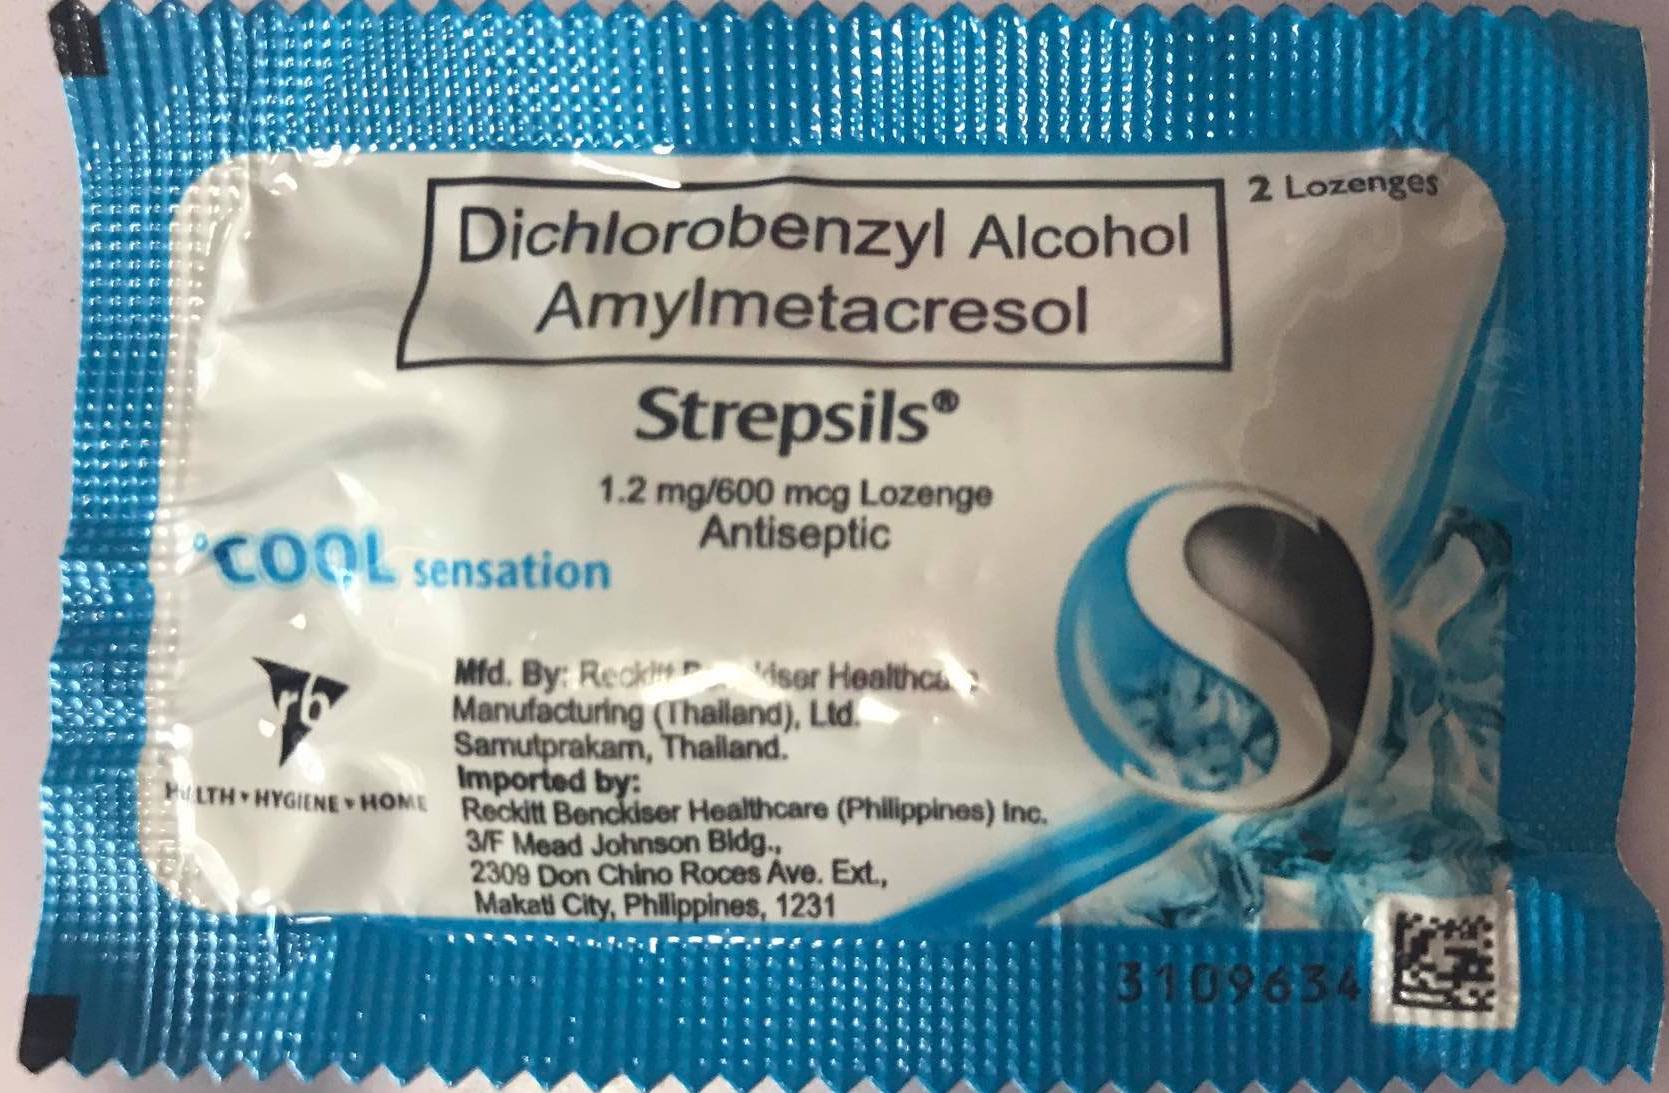 2 Lozenges
Dichlorobenzyl Alcohol
Amylmetacresol
Strepsils®
1.2 mg/600 mcg Lozenge
Antiseptic
°COOL sensation
rb
HYGIENE ▾ HOME
Mfd. By: Reckitt Healthcare
Manufacturing (Thailand), Ltd.
Samutprakarn, Thailand.
Imported by:
Reckitt Benckiser Healthcare (Philippines) Inc.
3/F Mead Johnson Bldg.,
2309 Don Chino Roces Ave. Ext.,
Makati City, Philippines, 1231
3109634